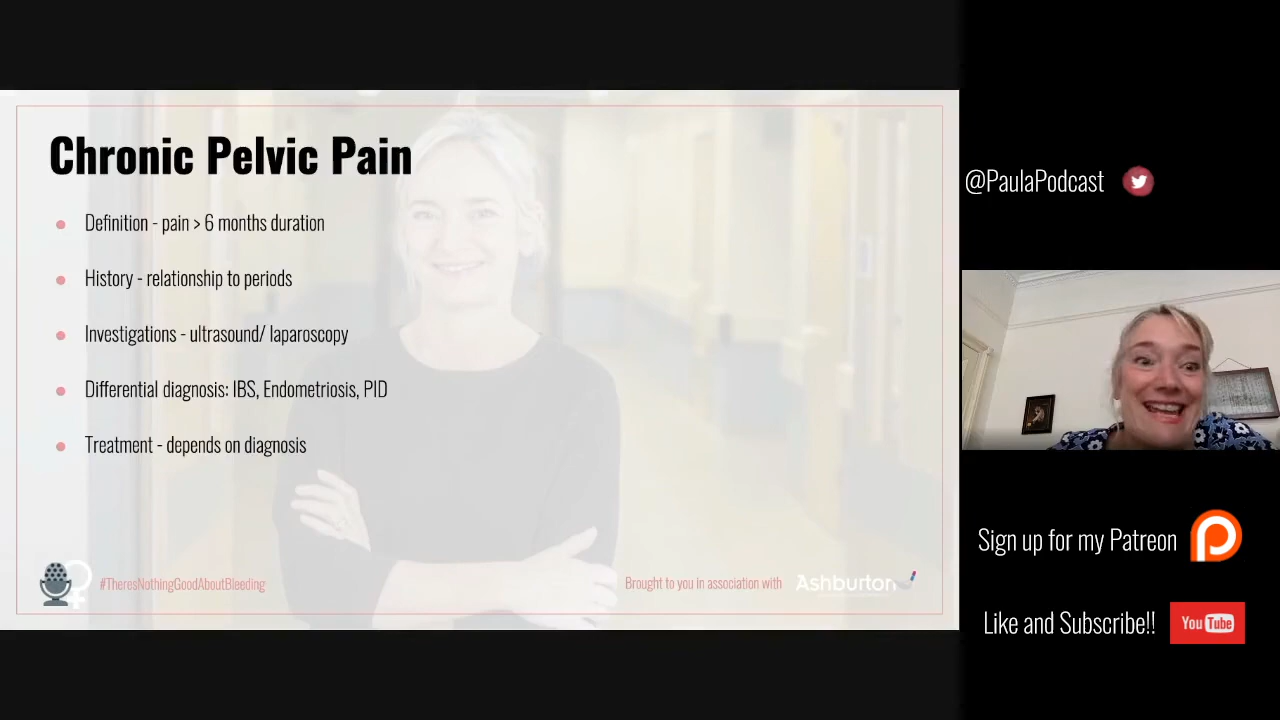 Chronic Pelvic Pain
Definition - pain > 6 months duration
History - relationship to periods
Investigations - ultrasound/ laparoscopy
Differential diagnosis: IBS, Endometriosis, PID
Treatment - depends on diagnosis
#TheresNothingGoodAboutBleeding
Brought to you in association with
Ashburton
@PaulaPodcast
Sign up for my Patreon
Like and Subscribe!!
YouTube